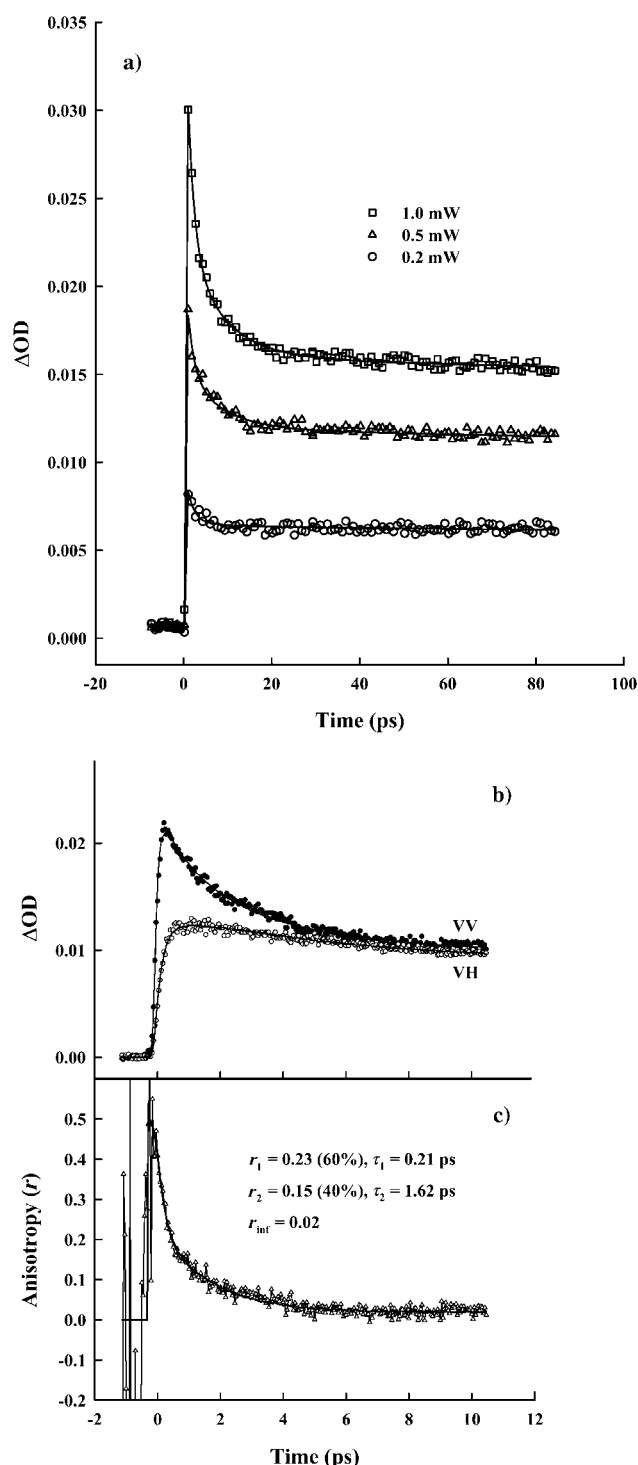 0.035
a)
0.030
0.025
1.0 mW
0.5 mW
0.2 mW
0.020
ΔOD
0.015
0.010
0.005
0.000
-20 0 20 40 60 80 100
Time (ps)
b)
0.02
ΔOD
VV
0.01
VH
0.00
c)
0.5
r₁ = 0.23 (60%), τ₁ = 0.21 ps
0.4
r₂ = 0.15 (40%), τ₂ = 1.62 ps
0.3
r_inf = 0.02
Anisotropy (r)
0.2
0.1
0.0
-0.1
-0.2
-2 0 2 4 6 8 10 12
Time (ps)